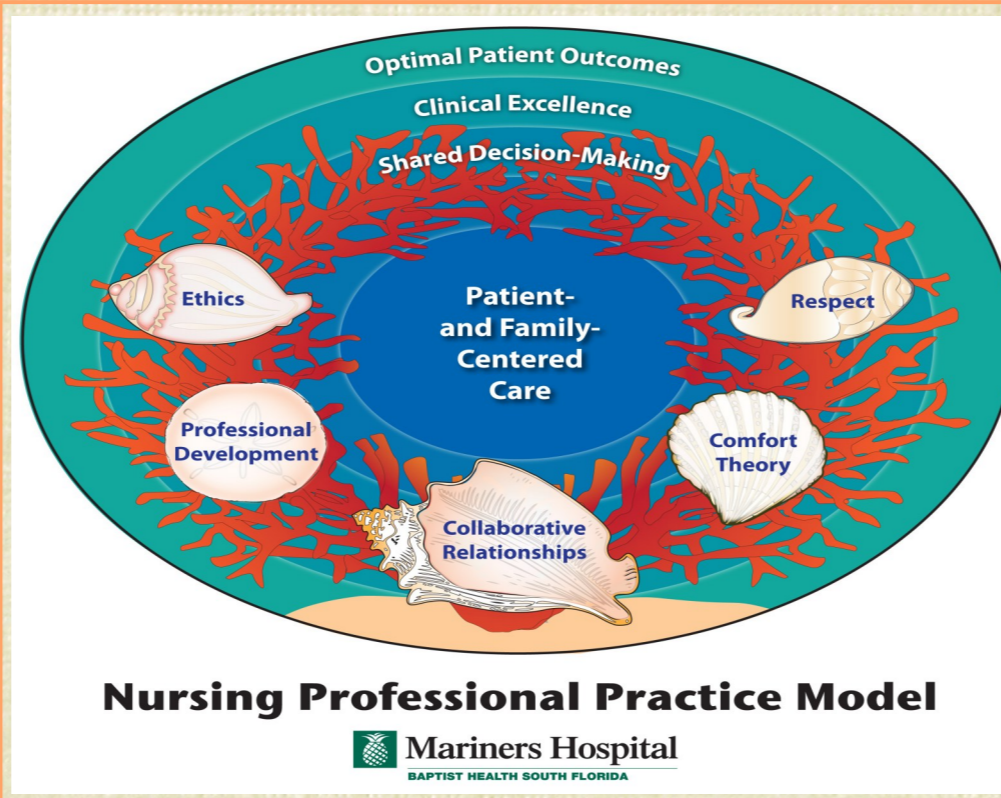 Optimal Patient Outcomes
Clinical Excellence
Shared Decision-Making
Patient-
and Family-
Centered
Care
Ethics
Respect
Professional
Development
Comfort
Theory
Collaborative
Relationships
Nursing Professional Practice Model
Mariners Hospital
BAPTIST HEALTH SOUTH FLORIDA